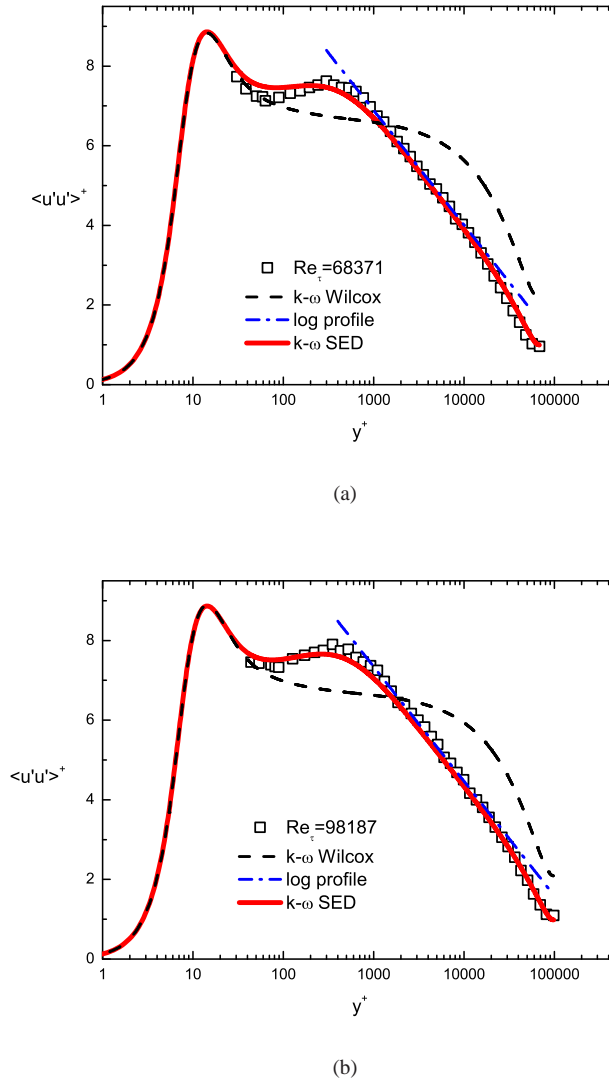 8
6
<u'u'>+
4
Reτ=68371
k-ω Wilcox
2
log profile
k-ω SED
0
1 10 100 1000 10000 100000
y+
(a)
8
6
<u'u'>+
4
Reτ=98187
k-ω Wilcox
2
log profile
k-ω SED
0
1 10 100 1000 10000 100000
y+
(b)